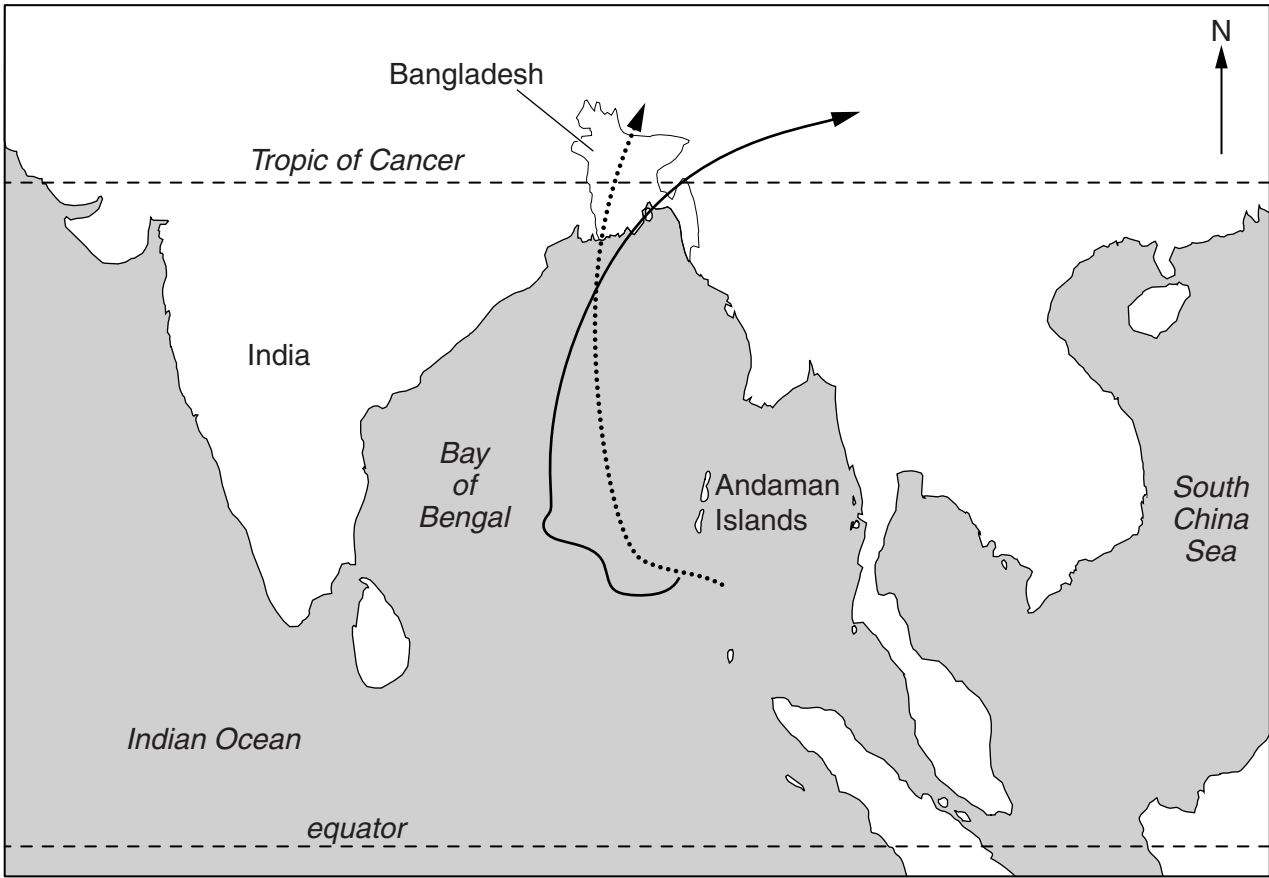 N
Bangladesh
Tropic of Cancer
India
Bay
of
Bengal
Andaman
Islands
South
China
Sea
Indian Ocean
equator